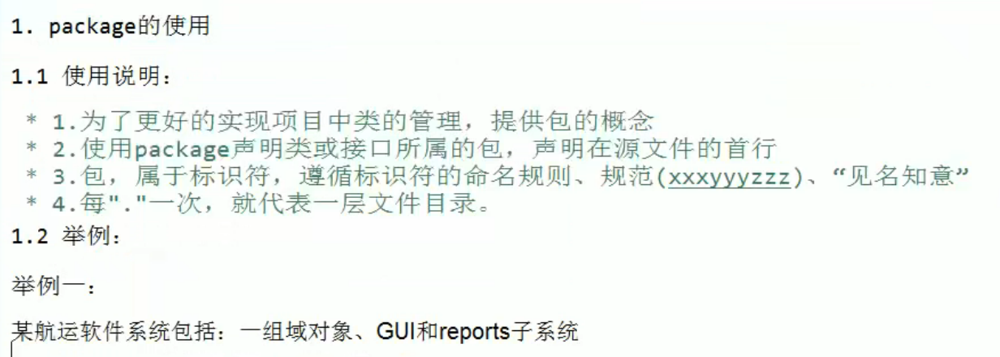 1. package的使用
1.1 使用说明：
* 1.为了更好的实现项目中类的管理，提供包的概念
* 2.使用package声明类或接口所属的包，声明在源文件的首行
* 3.包，属于标识符，遵循标识符的命名规则、规范(xxxyyyzzz)、“见名知意”
* 4.每"."一次，就代表一层文件目录。
1.2 举例：
举例一：
某航运软件系统包括：一组域对象、GUI和reports子系统